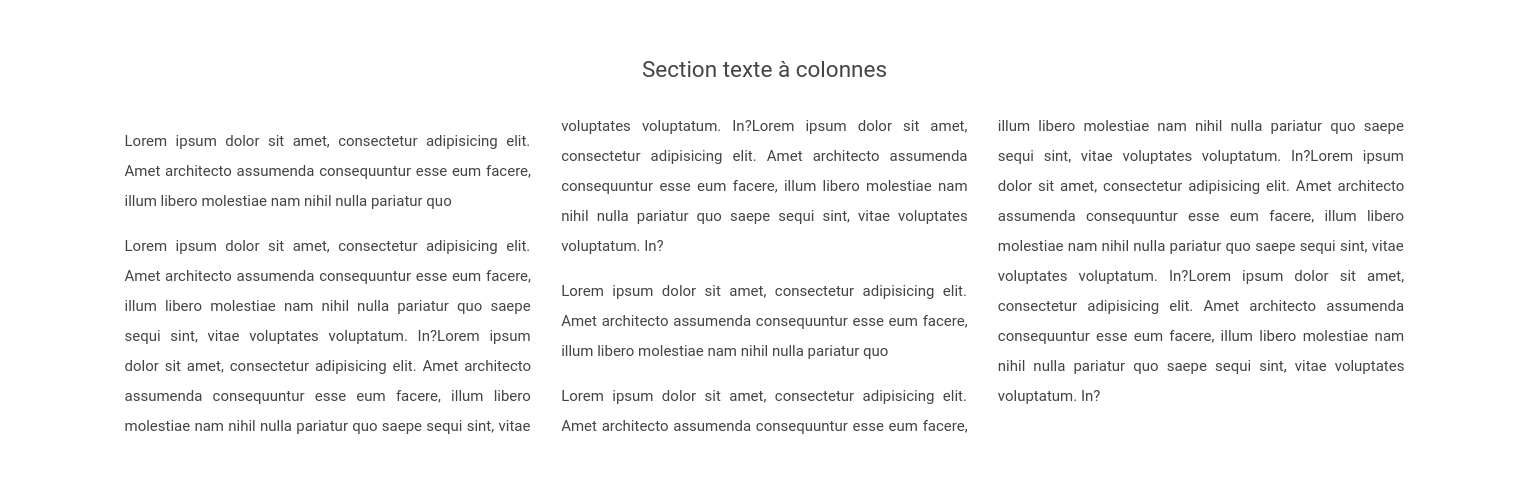 Section texte à colonnes
Lorem ipsum dolor sit amet, consectetur adipisicing elit.
Amet architecto assumenda consequuntur esse eum facere,
illum libero molestiae nam nihil nulla pariatur quo
Lorem ipsum dolor sit amet, consectetur adipisicing elit.
Amet architecto assumenda consequuntur esse eum facere,
illum libero molestiae nam nihil nulla pariatur quo saepe
sequi sint, vitae voluptates voluptatum. In?Lorem ipsum
dolor sit amet, consectetur adipisicing elit. Amet architecto
assumenda consequuntur esse eum facere, illum libero
molestiae nam nihil nulla pariatur quo saepe sequi sint, vitae
voluptates voluptatum. In?Lorem ipsum dolor sit amet,
consectetur adipisicing elit. Amet architecto assumenda
consequuntur esse eum facere, illum libero molestiae nam
nihil nulla pariatur quo saepe sequi sint, vitae voluptates
voluptatum. In?
Lorem ipsum dolor sit amet, consectetur adipisicing elit.
Amet architecto assumenda consequuntur esse eum facere,
illum libero molestiae nam nihil nulla pariatur quo
Lorem ipsum dolor sit amet, consectetur adipisicing elit.
Amet architecto assumenda consequuntur esse eum facere,
illum libero molestiae nam nihil nulla pariatur quo saepe
sequi sint, vitae voluptates voluptatum. In?Lorem ipsum
dolor sit amet, consectetur adipisicing elit. Amet architecto
assumenda consequuntur esse eum facere, illum libero
molestiae nam nihil nulla pariatur quo saepe sequi sint, vitae
voluptates voluptatum. In?Lorem ipsum dolor sit amet,
consectetur adipisicing elit. Amet architecto assumenda
consequuntur esse eum facere, illum libero molestiae nam
nihil nulla pariatur quo saepe sequi sint, vitae voluptates
voluptatum. In?